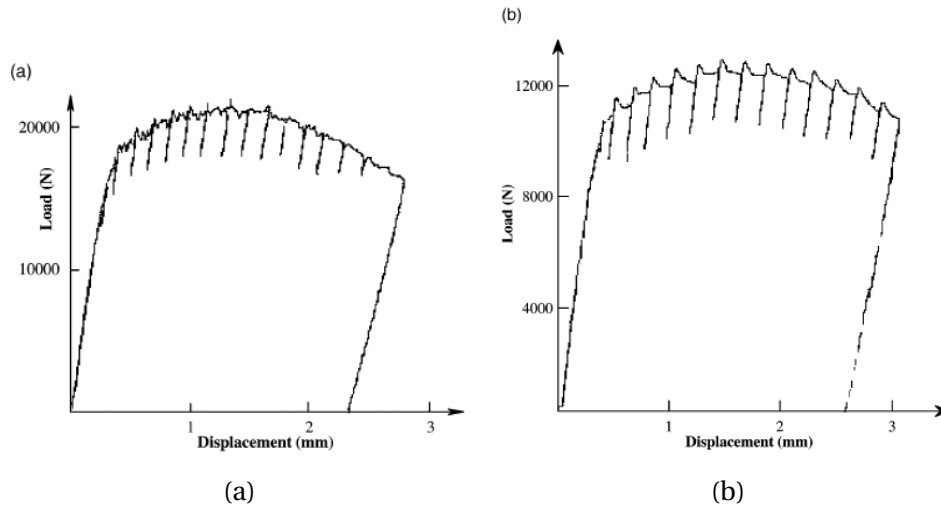 (a)
20000
Load (N)
10000
1
2
3
Displacement (mm)
(a)
(b)
12000
Load (N)
8000
4000
1
2
3
Displacement (mm)
(b)